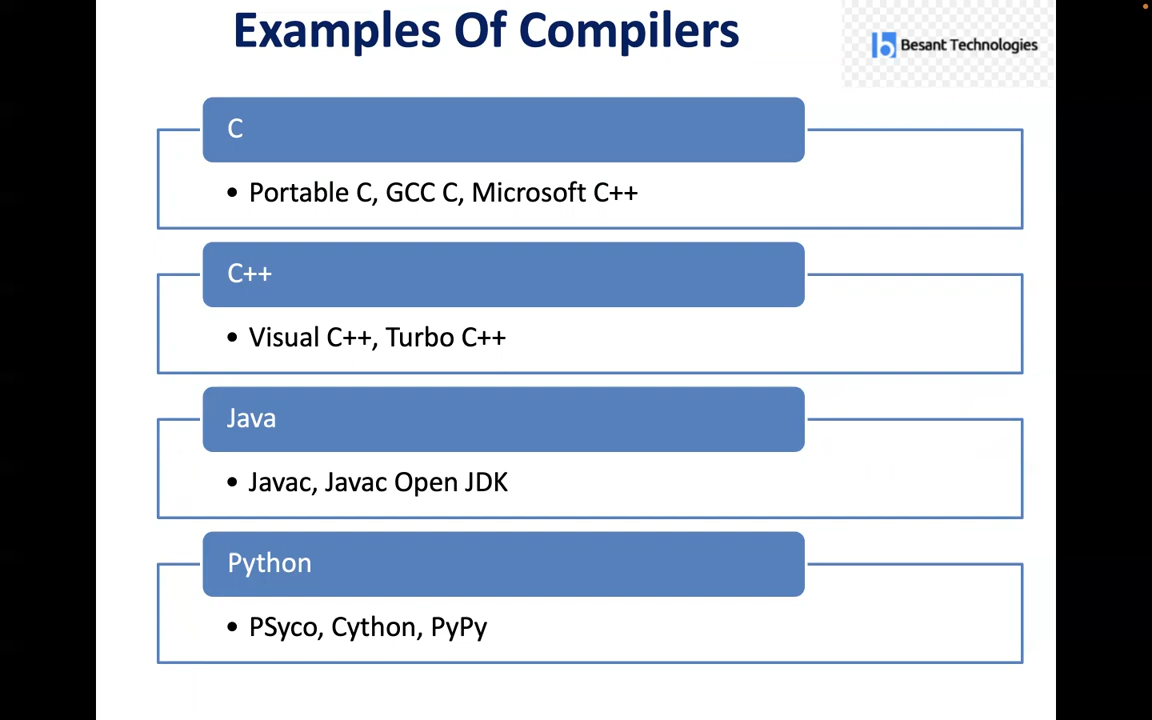 Examples Of Compilers
Besant Technologies
C
• Portable C, GCC C, Microsoft C++
C++
• Visual C++, Turbo C++
Java
• Javac, Javac Open JDK
Python
• PSyco, Cython, PyPy